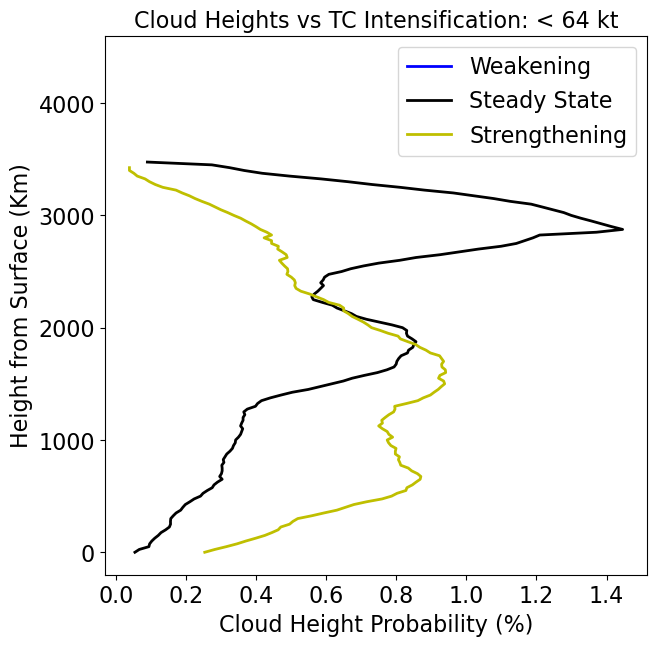 Cloud Heights vs TC Intensification: < 64 kt
Weakening
Steady State
Strengthening
Height from Surface (Km)
4000
3000
2000
1000
0
0.0 0.2 0.4 0.6 0.8 1.0 1.2 1.4
Cloud Height Probability (%)